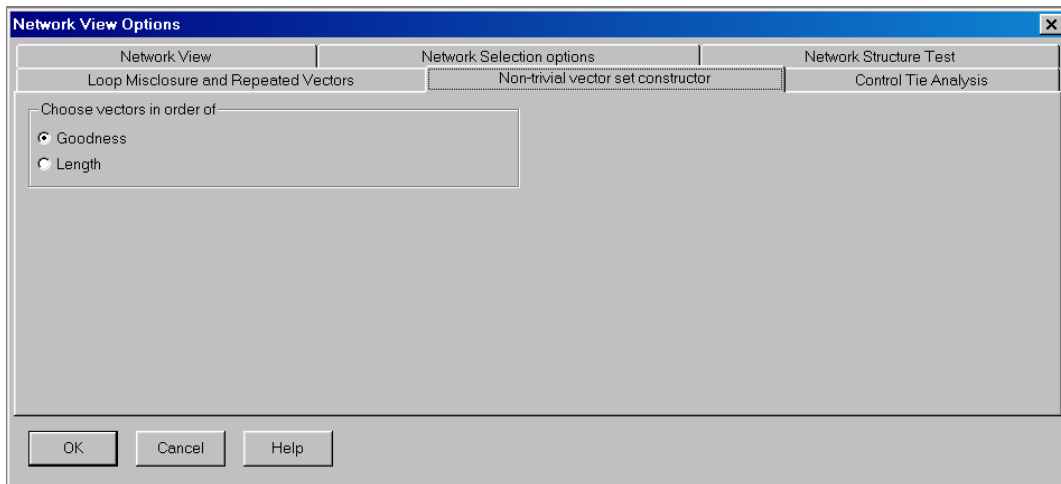 Network View Options
Network View
Network Selection options
Network Structure Test
Loop Misclosure and Repeated Vectors
Non-trivial vector set constructor
Control Tie Analysis
Choose vectors in order of
Goodness
Length
OK
Cancel
Help